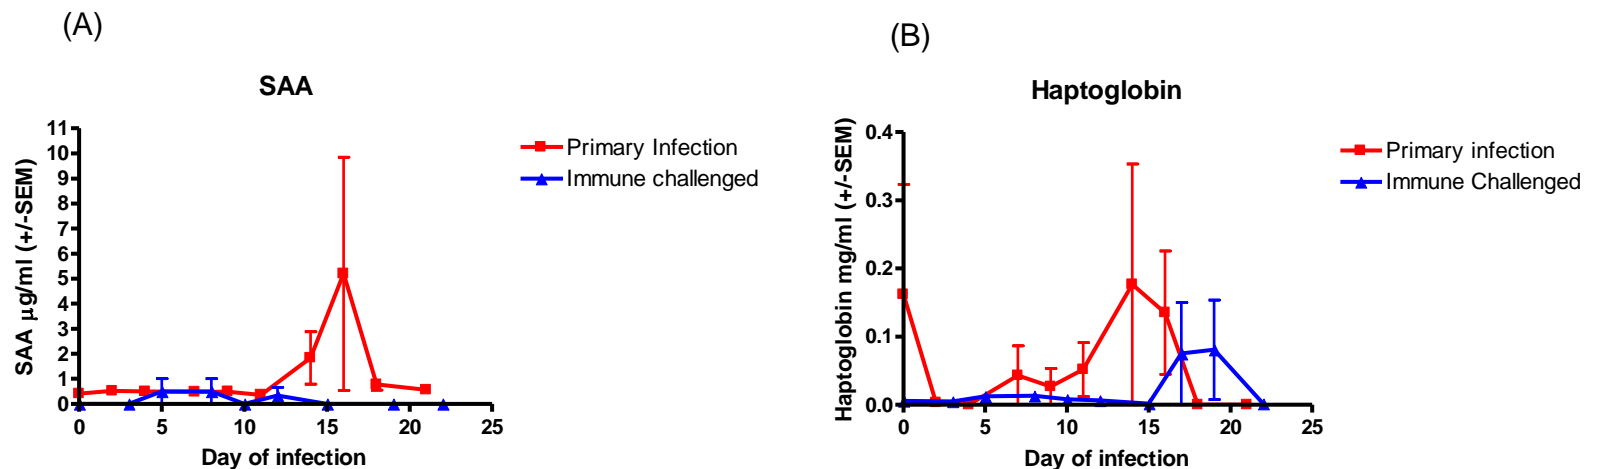 (A)
SAA
SAA µg/ml (+/-SEM)
11
10
9
8
7
6
5
4
3
2
1
0
0 5 10 15 20 25
Day of infection
Primary Infection
Immune challenged
(B)
Haptoglobin
Haptoglobin mg/ml (+/-SEM)
0.4
0.3
0.2
0.1
0.0
0 5 10 15 20 25
Day of infection
Primary infection
Immune Challenged